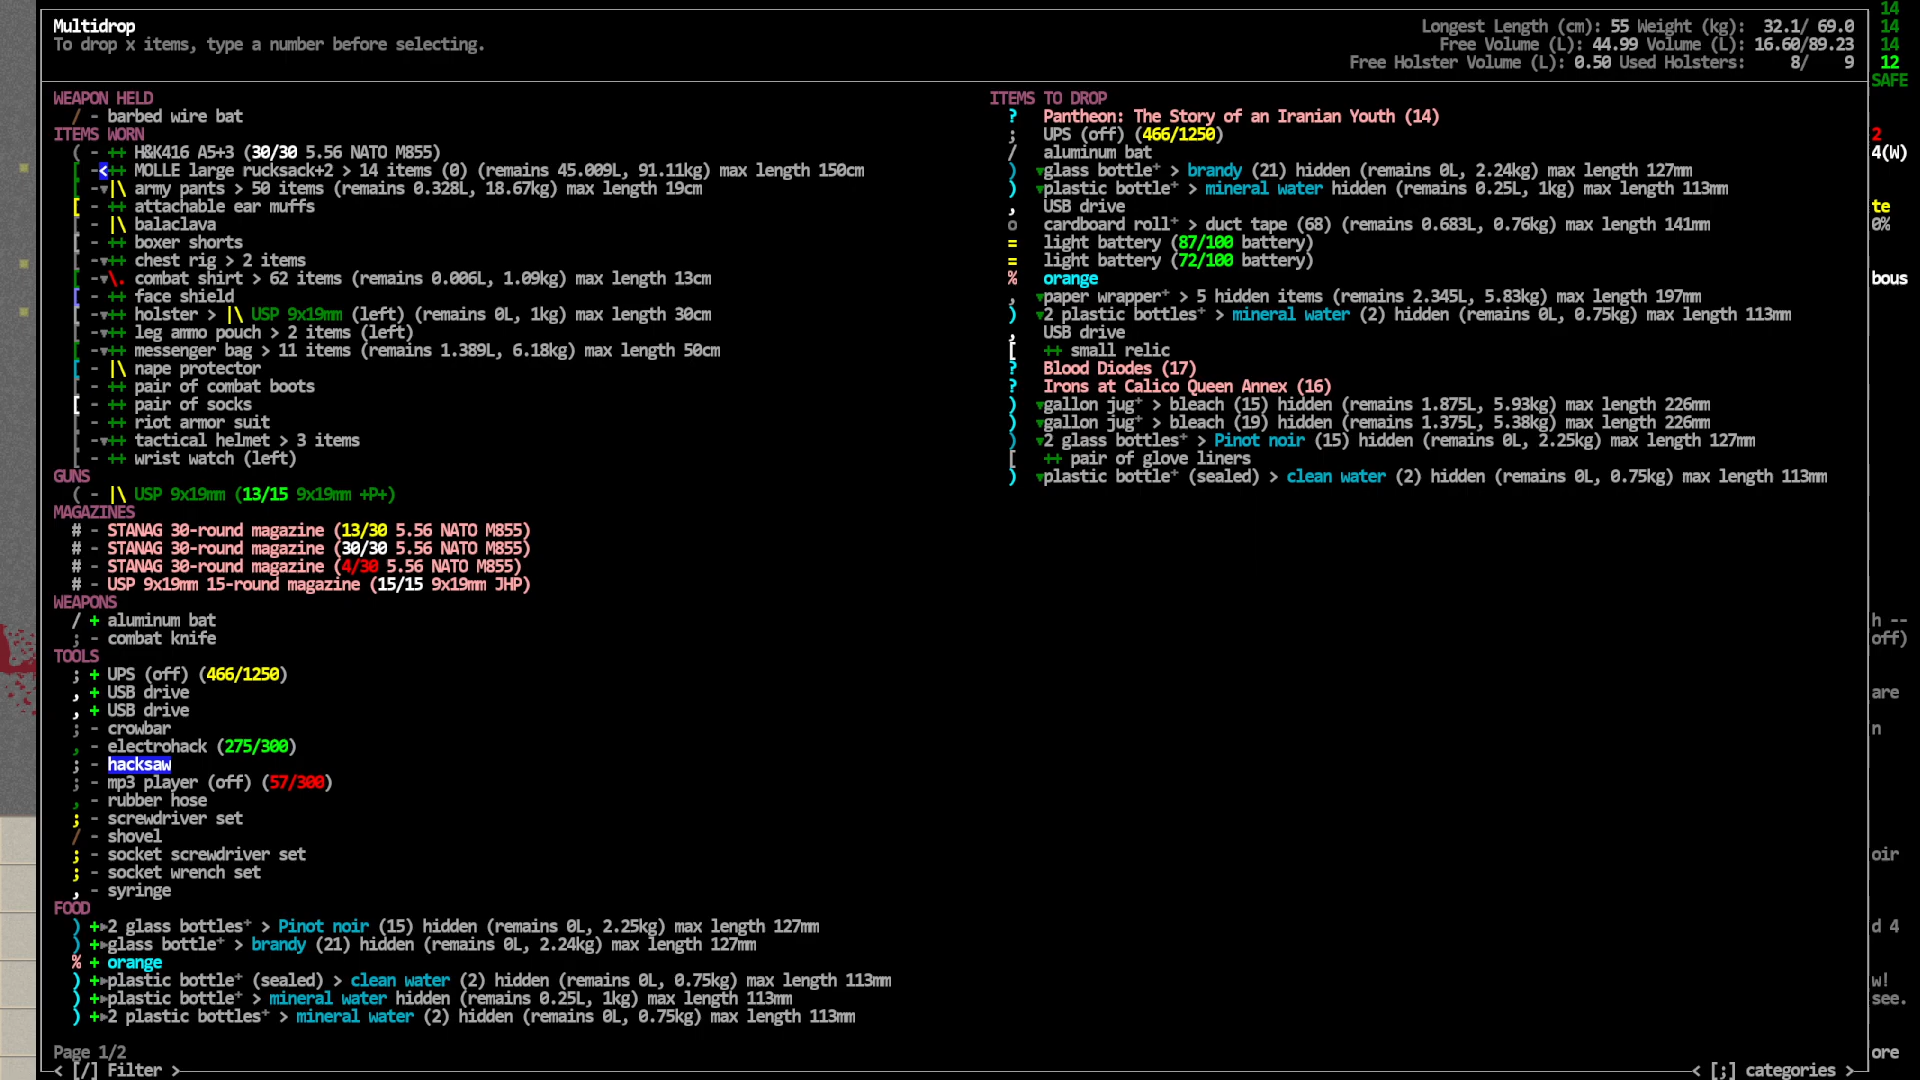 Multidrop
To drop x items, type a number before selecting.
Longest Length (cm): 55 Weight (kg): 32.1/ 69.0
Free Volume (L): 44.99 Volume (L): 16.60/89.23
Free Holster Volume (L): 0.50 Used Holsters: 8/ 9
WEAPON HELD
/ - barbed wire bat
ITEMS WORN
( - ++ H&K416 A5+3 (30/30 5.56 NATO M855)
[ -<++ MOLLE large rucksack+2 > 14 items (0) (remains 45.009L, 91.11kg) max length 150cm
[ -▾|\ army pants > 50 items (remains 0.328L, 18.67kg) max length 19cm
[ - ++ attachable ear muffs
[ - |\ balaclava
[ - ++ boxer shorts
[ -▾++ chest rig > 2 items
[ -▾\. combat shirt > 62 items (remains 0.006L, 1.09kg) max length 13cm
[ - ++ face shield
[ -▾++ holster > |\ USP 9x19mm (left) (remains 0L, 1kg) max length 30cm
[ -▾++ leg ammo pouch > 2 items (left)
[ -▾++ messenger bag > 11 items (remains 1.389L, 6.18kg) max length 50cm
[ - |\ nape protector
[ - ++ pair of combat boots
[ - ++ pair of socks
[ - ++ riot armor suit
[ -▾++ tactical helmet > 3 items
[ - ++ wrist watch (left)
GUNS
( - |\ USP 9x19mm (13/15 9x19mm +P+)
MAGAZINES
# - STANAG 30-round magazine (13/30 5.56 NATO M855)
# - STANAG 30-round magazine (30/30 5.56 NATO M855)
# - STANAG 30-round magazine (4/30 5.56 NATO M855)
# - USP 9x19mm 15-round magazine (15/15 9x19mm JHP)
WEAPONS
/ + aluminum bat
; - combat knife
TOOLS
; + UPS (off) (466/1250)
, + USB drive
, + USB drive
; - crowbar
, - electrohack (275/300)
; - hacksaw
; - mp3 player (off) (57/300)
, - rubber hose
; - screwdriver set
/ - shovel
; - socket screwdriver set
; - socket wrench set
, - syringe
FOOD
) +▸2 glass bottles⁺ > Pinot noir (15) hidden (remains 0L, 2.25kg) max length 127mm
) +▸glass bottle⁺ > brandy (21) hidden (remains 0L, 2.24kg) max length 127mm
% + orange
) +▸plastic bottle⁺ (sealed) > clean water (2) hidden (remains 0L, 0.75kg) max length 113mm
) +▸plastic bottle⁺ > mineral water hidden (remains 0.25L, 1kg) max length 113mm
) +▸2 plastic bottles⁺ > mineral water (2) hidden (remains 0L, 0.75kg) max length 113mm
Page 1/2
< [/] Filter >
ITEMS TO DROP
? Pantheon: The Story of an Iranian Youth (14)
; UPS (off) (466/1250)
/ aluminum bat
) ▾glass bottle⁺ > brandy (21) hidden (remains 0L, 2.24kg) max length 127mm
) ▾plastic bottle⁺ > mineral water hidden (remains 0.25L, 1kg) max length 113mm
, USB drive
o cardboard roll⁺ > duct tape (68) (remains 0.683L, 0.76kg) max length 141mm
= light battery (87/100 battery)
= light battery (72/100 battery)
% orange
, ▾paper wrapper⁺ > 5 hidden items (remains 2.345L, 5.83kg) max length 197mm
) ▾2 plastic bottles⁺ > mineral water (2) hidden (remains 0L, 0.75kg) max length 113mm
, USB drive
[ ++ small relic
? Blood Diodes (17)
? Irons at Calico Queen Annex (16)
) ▾gallon jug⁺ > bleach (15) hidden (remains 1.875L, 5.93kg) max length 226mm
) ▾gallon jug⁺ > bleach (19) hidden (remains 1.375L, 5.38kg) max length 226mm
) ▾2 glass bottles⁺ > Pinot noir (15) hidden (remains 0L, 2.25kg) max length 127mm
[ ++ pair of glove liners
) ▾plastic bottle⁺ (sealed) > clean water (2) hidden (remains 0L, 0.75kg) max length 113mm
< [;] categories >
14
14
14
12
SAFE
2
4(W)
te
0%
bous
h --
off)
are
n
oir
d 4
w!
see.
ore